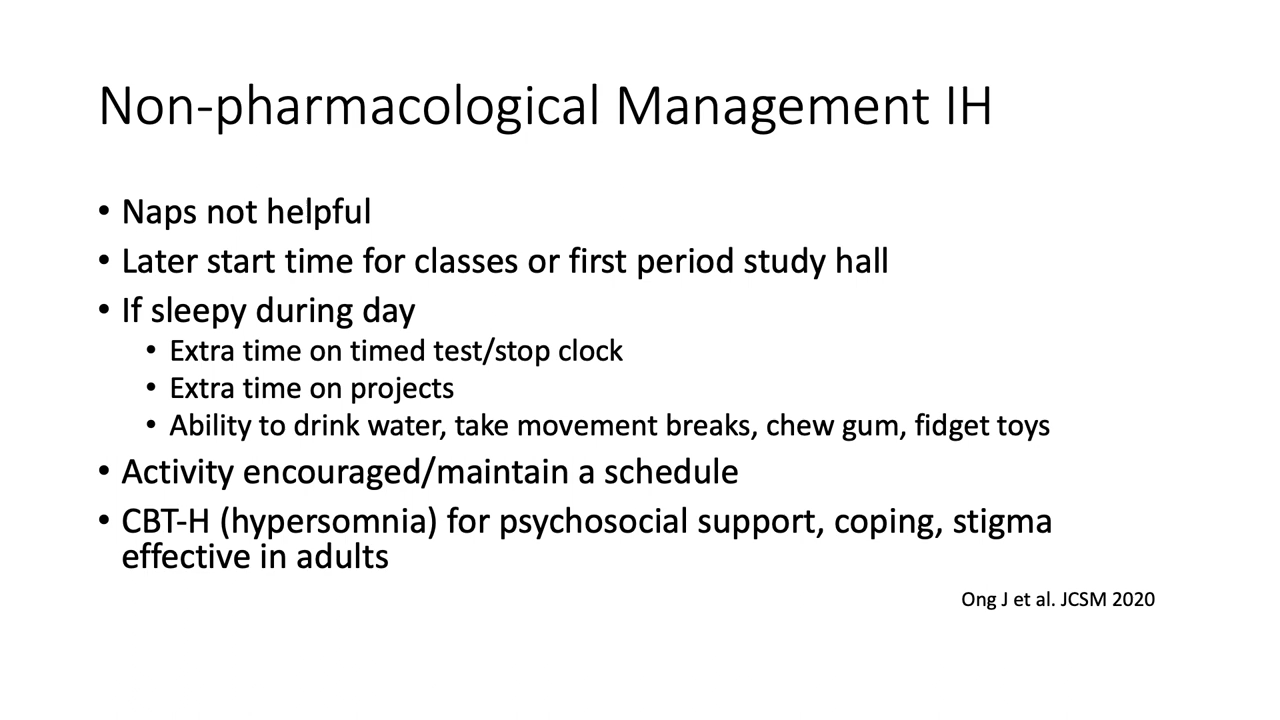 Non-pharmacological Management IH
• Naps not helpful
• Later start time for classes or first period study hall
• If sleepy during day
• Extra time on timed test/stop clock
• Extra time on projects
• Ability to drink water, take movement breaks, chew gum, fidget toys
• Activity encouraged/maintain a schedule
• CBT-H (hypersomnia) for psychosocial support, coping, stigma
effective in adults
Ong J et al. JCSM 2020